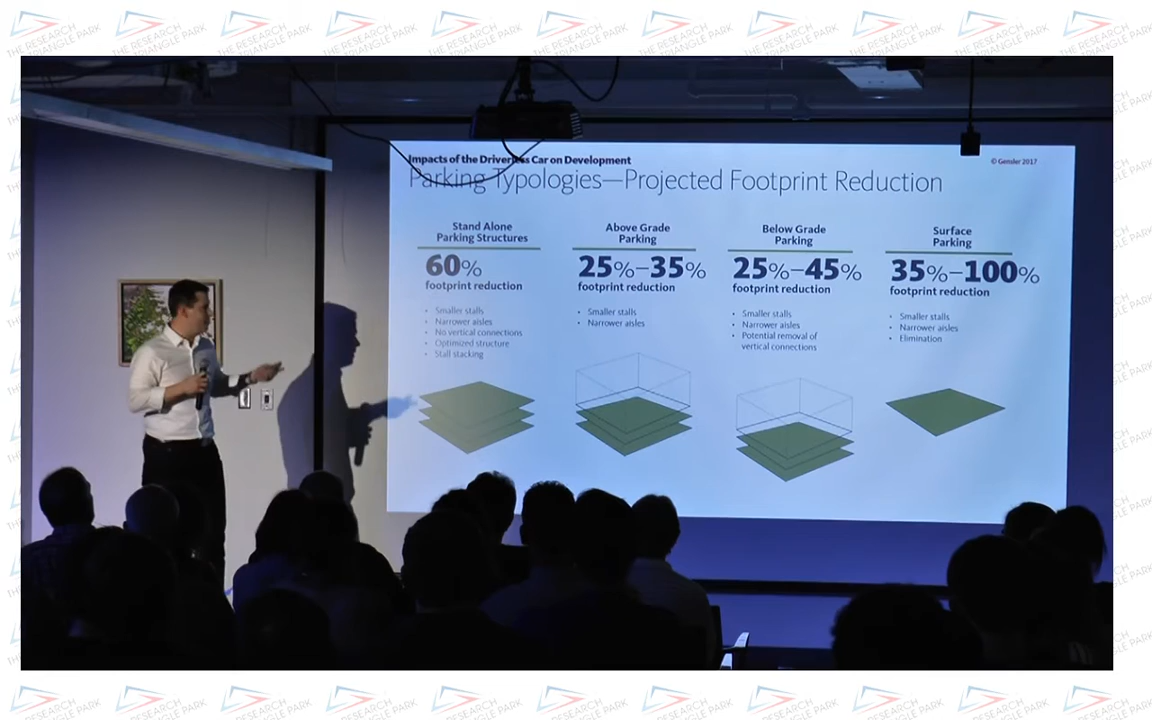 Impacts of the Driverless Car on Development
© Gensler 2017
Parking Typologies—Projected Footprint Reduction
Stand Alone
Parking Structures
60%
footprint reduction
• Smaller stalls
• Narrower aisles
• No vertical connections
• Optimized structure
• Stall stacking
Above Grade
Parking
25%–35%
footprint reduction
• Smaller stalls
• Narrower aisles
Below Grade
Parking
25%–45%
footprint reduction
• Smaller stalls
• Narrower aisles
• Potential removal of
vertical connections
Surface
Parking
35%–100%
footprint reduction
• Smaller stalls
• Narrower aisles
• Elimination
THE RESEARCH
TRIANGLE PARK